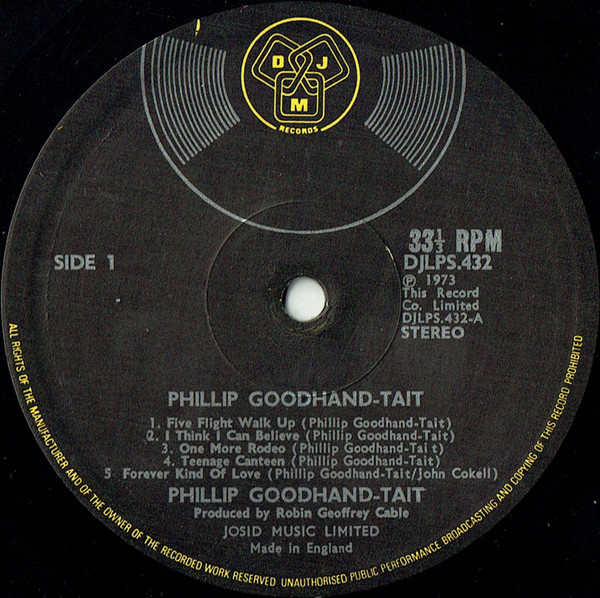 D J
M
RECORDS
SIDE 1
33⅓ RPM
DJLPS.432
℗ 1973
This Record
Co. Limited
DJLPS.432-A
STEREO
PHILLIP GOODHAND-TAIT
1. Five Flight Walk Up (Phillip Goodhand-Tait)
2. I Think I Can Believe (Phillip Goodhand-Tait)
3. One More Rodeo (Phillip Goodhand-Tait)
4. Teenage Canteen (Phillip Goodhand-Tait)
5 Forever Kind Of Love (Phillip Goodhand-Tait/John Cokell)
PHILLIP GOODHAND-TAIT
Produced by Robin Geoffrey Cable
JOSID MUSIC LIMITED
Made in England
ALL RIGHTS OF THE MANUFACTURER AND OF THE OWNER OF THE RECORDED WORK RESERVED UNAUTHORISED PUBLIC PERFORMANCE BROADCASTING AND COPYING OF THIS RECORD PROHIBITED